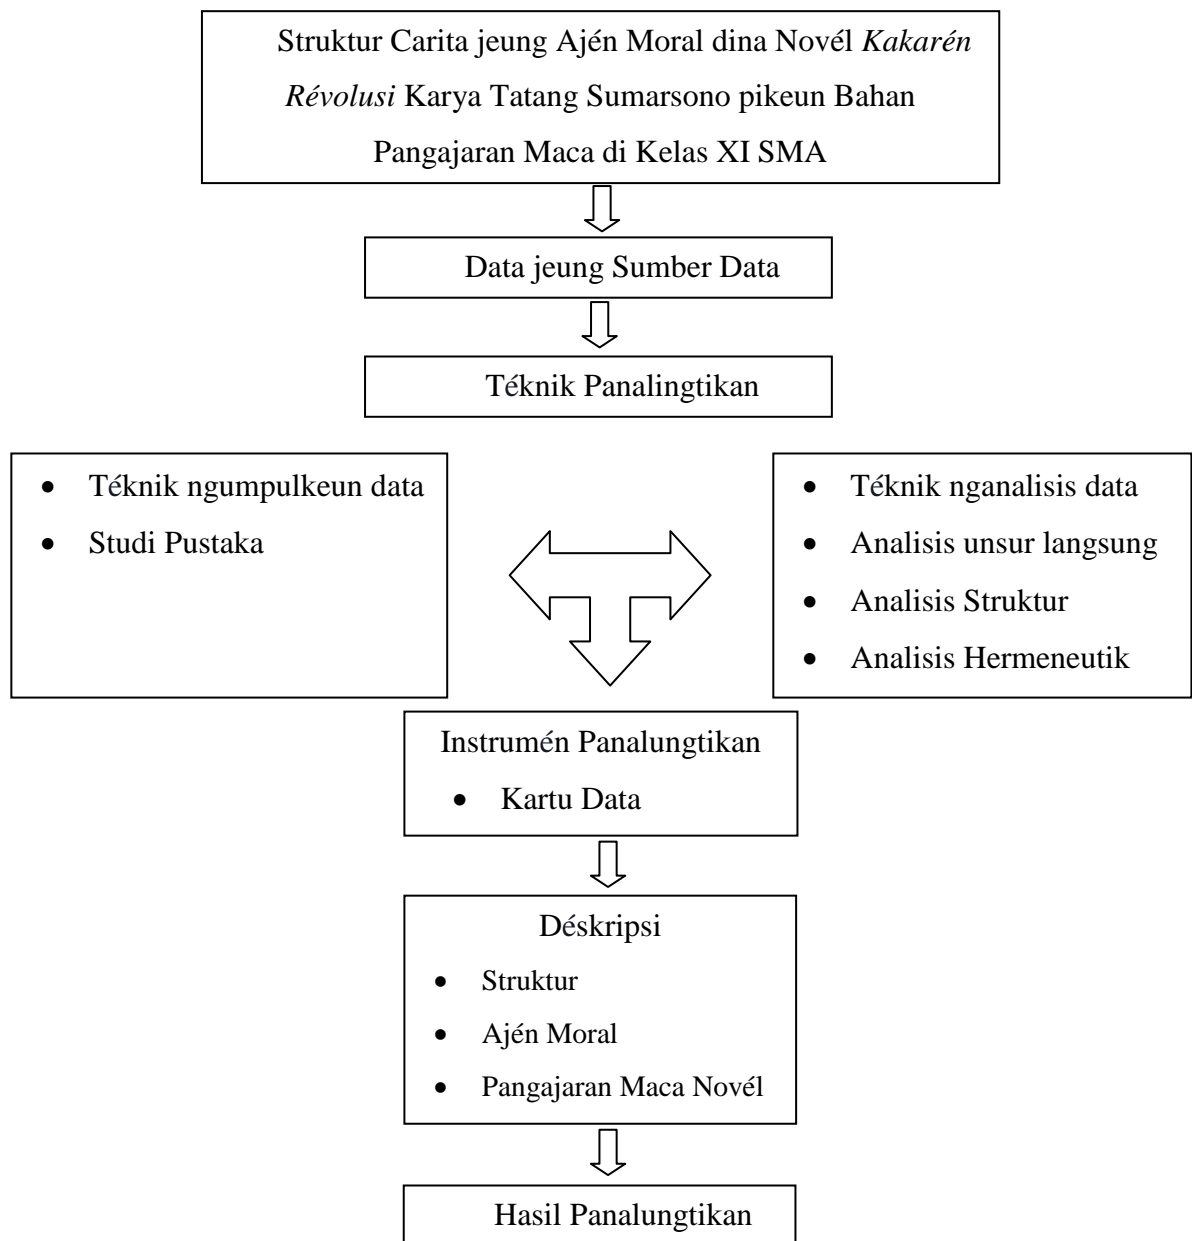 Struktur Carita jeung Ajén Moral dina Novél Kakarén
Révolusi Karya Tatang Sumarsono pikeun Bahan
Pangajaran Maca di Kelas XI SMA
Data jeung Sumber Data
Téknik Panalingtikan
• Téknik ngumpulkeun data
• Studi Pustaka
• Téknik nganalisis data
• Analisis unsur langsung
• Analisis Struktur
• Analisis Hermeneutik
Instrumén Panalungtikan
• Kartu Data
Déskripsi
• Struktur
• Ajén Moral
• Pangajaran Maca Novél
Hasil Panalungtikan